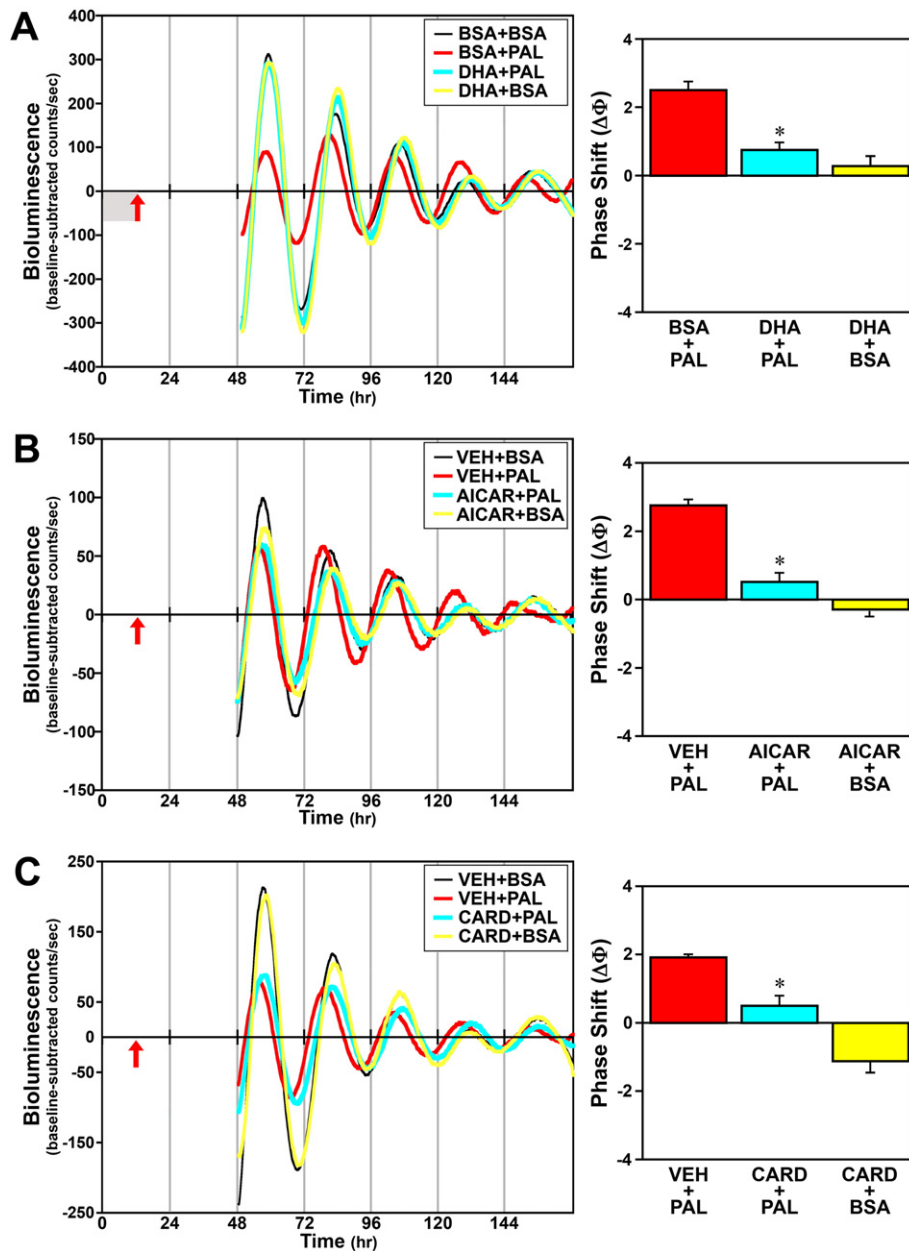 A
Bioluminescence
(baseline-subtracted counts/sec)
400
300
200
100
0
-100
-200
-300
-400
BSA+BSA
BSA+PAL
DHA+PAL
DHA+BSA
0 24 48 72 96 120 144
Time (hr)
Phase Shift (ΔΦ)
4
2
0
-2
-4
*
BSA DHA DHA
+ + +
PAL PAL BSA
B
Bioluminescence
(baseline-subtracted counts/sec)
150
100
50
0
-50
-100
-150
VEH+BSA
VEH+PAL
AICAR+PAL
AICAR+BSA
0 24 48 72 96 120 144
Time (hr)
Phase Shift (ΔΦ)
4
2
0
-2
-4
*
VEH AICAR AICAR
+ + +
PAL PAL BSA
C
Bioluminescence
(baseline-subtracted counts/sec)
250
150
50
0
-50
-150
-250
VEH+BSA
VEH+PAL
CARD+PAL
CARD+BSA
0 24 48 72 96 120 144
Time (hr)
Phase Shift (ΔΦ)
4
2
0
-2
-4
*
VEH CARD CARD
+ + +
PAL PAL BSA